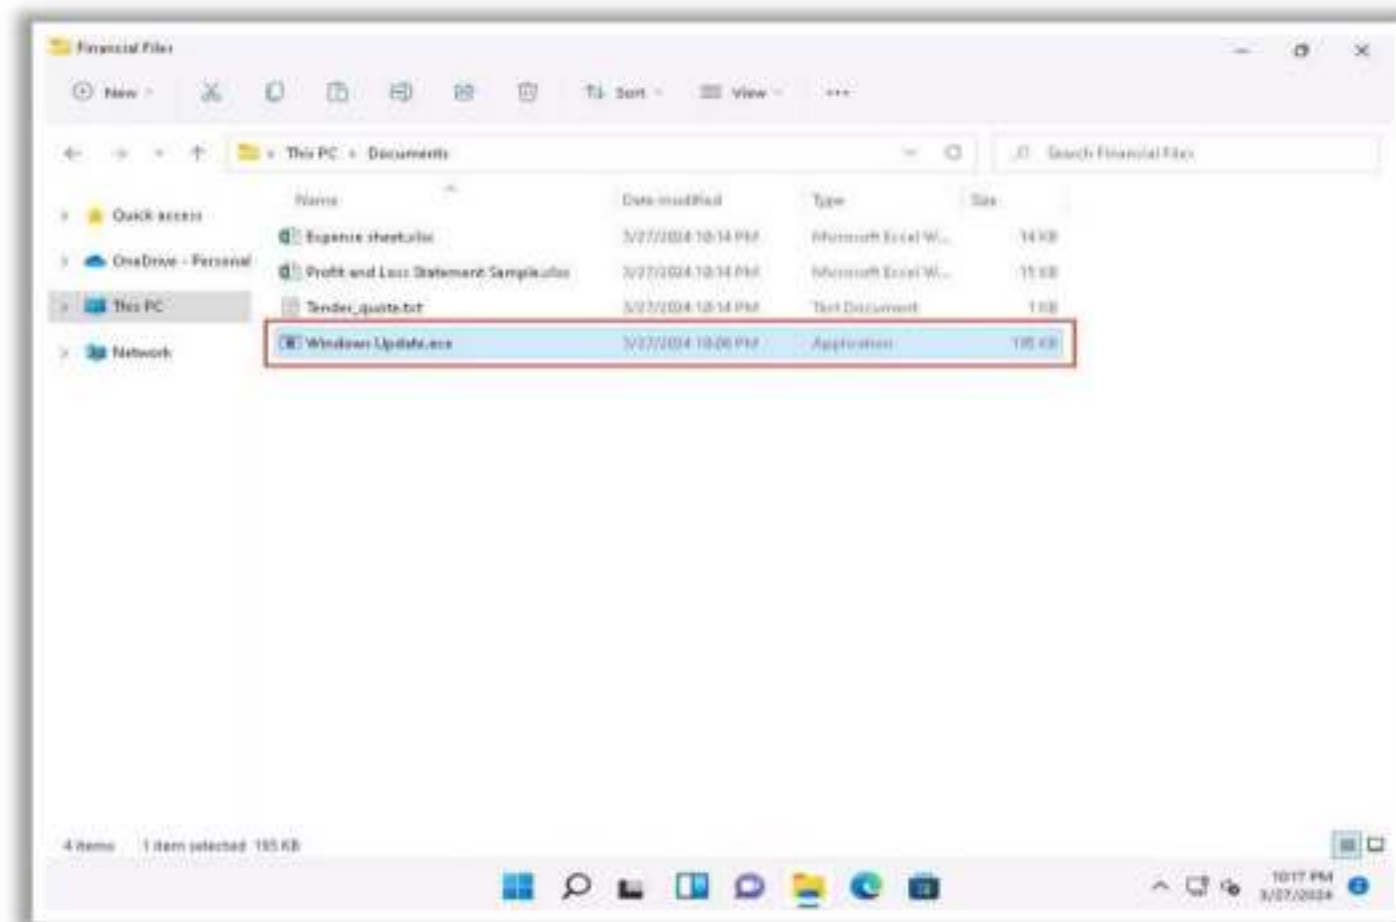 Financial Files
New Sort View
This PC Documents Search Financial Files
Name Date modified Type Size
Quick access
OneDrive - Personal
This PC
Network
Expense sheet.xlsx 3/27/2024 10:14 PM Microsoft Excel W... 14 KB
Profit and Loss Statement Sample.xlsx 3/27/2024 10:14 PM Microsoft Excel W... 15 KB
Tender_quote.txt 3/27/2024 10:14 PM Text Document 1 KB
Windows Update.exe 3/27/2024 10:06 PM Application 195 KB
4 items 1 item selected 195 KB
10:17 PM
3/27/2024